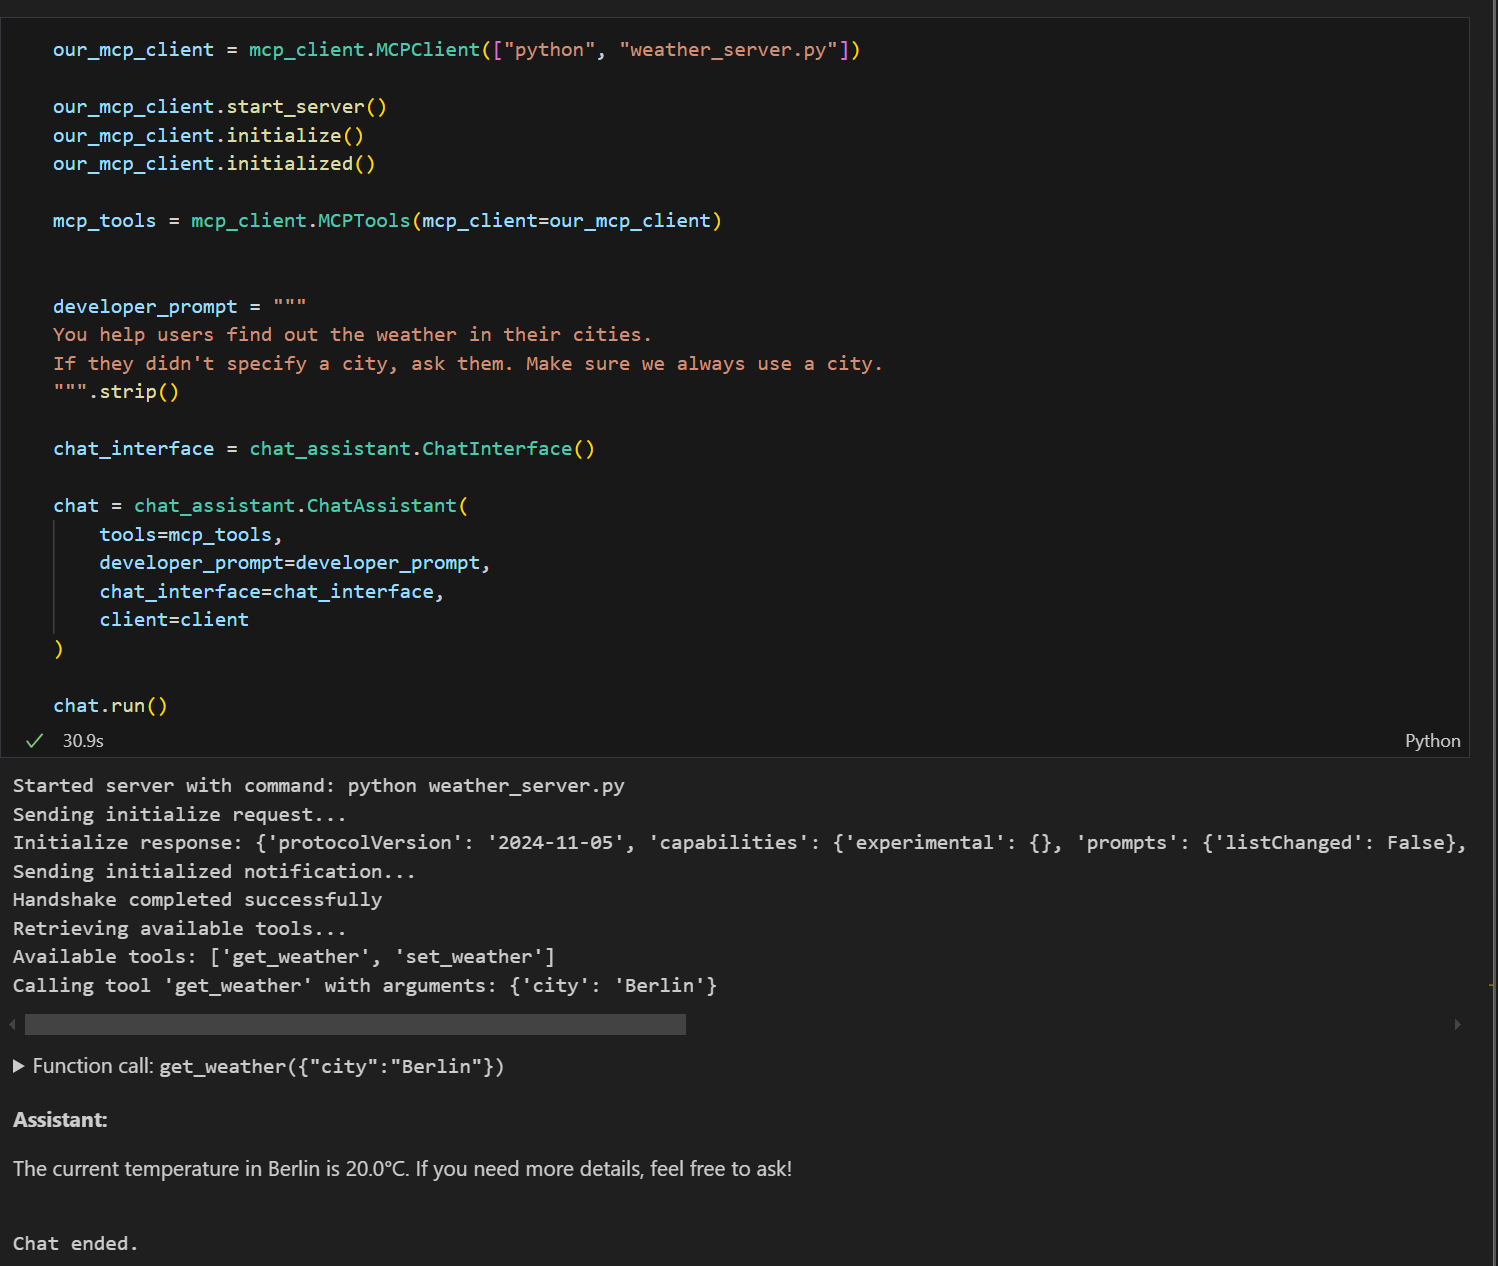 our_mcp_client = mcp_client.MCPClient(["python", "weather_server.py"])
our_mcp_client.start_server()
our_mcp_client.initialize()
our_mcp_client.initialized()
mcp_tools = mcp_client.MCPTools(mcp_client=our_mcp_client)
developer_prompt = """
You help users find out the weather in their cities.
If they didn't specify a city, ask them. Make sure we always use a city.
""".strip()
chat_interface = chat_assistant.ChatInterface()
chat = chat_assistant.ChatAssistant(
    tools=mcp_tools,
    developer_prompt=developer_prompt,
    chat_interface=chat_interface,
    client=client
)
chat.run()
30.9s
Python
Started server with command: python weather_server.py
Sending initialize request...
Initialize response: {'protocolVersion': '2024-11-05', 'capabilities': {'experimental': {}, 'prompts': {'listChanged': False},
Sending initialized notification...
Handshake completed successfully
Retrieving available tools...
Available tools: ['get_weather', 'set_weather']
Calling tool 'get_weather' with arguments: {'city': 'Berlin'}
Function call: get_weather({"city":"Berlin"})
Assistant:
The current temperature in Berlin is 20.0°C. If you need more details, feel free to ask!
Chat ended.